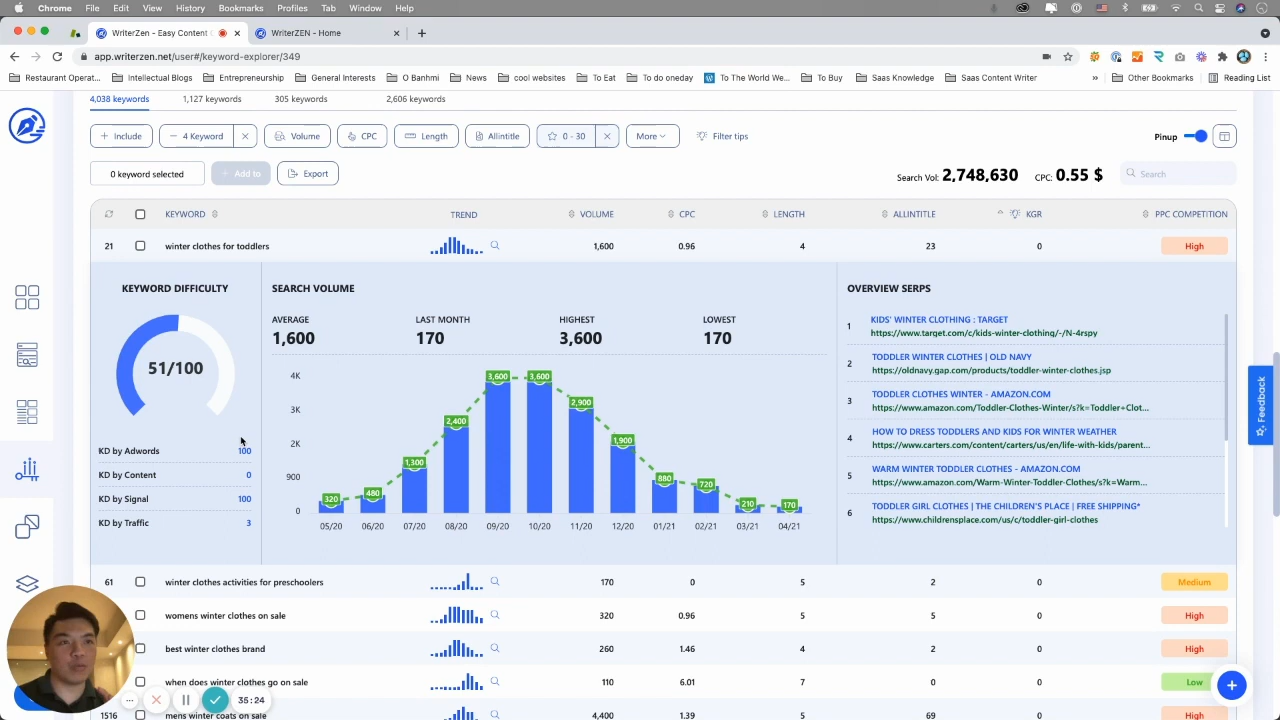 Chrome File Edit View History Bookmarks Profiles Tab Window Help
WriterZen - Easy Content
WriterZEN - Home
app.writerzen.net/user#/keyword-explorer/349
Restaurant Operat... Intellectual Blogs Entrepreneurship General Interests O Banhmi News cool websites To Eat To do oneday To The World We... To Buy Saas Knowledge Saas Content Writer » Other Bookmarks Reading List
4,038 keywords 1,127 keywords 305 keywords 2,606 keywords
+ Include − 4 Keyword × Volume CPC Length Allintitle 0 - 30 × More Filter tips Pinup
0 keyword selected + Add to Export Search Vol: 2,748,630 CPC: 0.55 $ Search
KEYWORD TREND VOLUME CPC LENGTH ALLINTITLE KGR PPC COMPETITION
21 winter clothes for toddlers 1,600 0.96 4 23 0 High
KEYWORD DIFFICULTY
51/100
KD by Adwords 100
KD by Content 0
KD by Signal 100
KD by Traffic 3
SEARCH VOLUME
AVERAGE LAST MONTH HIGHEST LOWEST
1,600 170 3,600 170
4K
3K
2K
900
0
320 480 1,300 2,400 3,600 3,600 2,900 1,900 880 720 210 170
05/20 06/20 07/20 08/20 09/20 10/20 11/20 12/20 01/21 02/21 03/21 04/21
OVERVIEW SERPS
1 KIDS' WINTER CLOTHING : TARGET
https://www.target.com/c/kids-winter-clothing/-/N-4rspy
2 TODDLER WINTER CLOTHES | OLD NAVY
https://oldnavy.gap.com/products/toddler-winter-clothes.jsp
3 TODDLER CLOTHES WINTER - AMAZON.COM
https://www.amazon.com/Toddler-Clothes-Winter/s?k=Toddler+Clot...
4 HOW TO DRESS TODDLERS AND KIDS FOR WINTER WEATHER
https://www.carters.com/content/carters/us/en/life-with-kids/parent...
5 WARM WINTER TODDLER CLOTHES - AMAZON.COM
https://www.amazon.com/Warm-Winter-Toddler-Clothes/s?k=Warm...
6 TODDLER GIRL CLOTHES | THE CHILDREN'S PLACE | FREE SHIPPING*
https://www.childrensplace.com/us/c/toddler-girl-clothes
Feedback
61 winter clothes activities for preschoolers 170 0 5 2 0 Medium
womens winter clothes on sale 320 0.96 5 5 0 High
best winter clothes brand 260 1.46 4 2 0 High
when does winter clothes go on sale 110 6.01 7 0 0 Low
1516 mens winter coats on sale 4,400 1.39 5 69 0 High
35:24